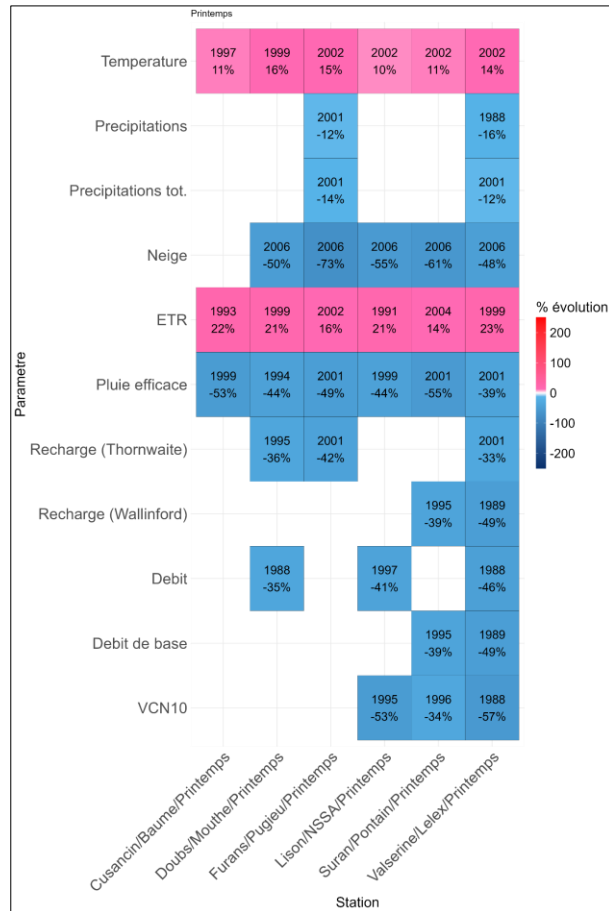 Printemps
Parametre
Temperature
1997 1999 2002 2002 2002 2002
11% 16% 15% 10% 11% 14%
Precipitations
2001 1988
-12% -16%
Precipitations tot.
2001 2001
-14% -12%
Neige
2006 2006 2006 2006 2006
-50% -73% -55% -61% -48%
ETR
1993 1999 2002 1991 2004 1999
22% 21% 16% 21% 14% 23%
Pluie efficace
1999 1994 2001 1999 2001 2001
-53% -44% -49% -44% -55% -39%
Recharge (Thornwaite)
1995 2001 2001
-36% -42% -33%
Recharge (Wallinford)
1995 1989
-39% -49%
Debit
1988 1997 1988
-35% -41% -46%
Debit de base
1995 1989
-39% -49%
VCN10
1995 1996 1988
-53% -34% -57%
Cusancin/Baume/Printemps
Doubs/Mouthe/Printemps
Furans/Pugieu/Printemps
Lison/NSSA/Printemps
Suran/Pontain/Printemps
Valserine/Lelex/Printemps
Station
% évolution
200
100
0
-100
-200